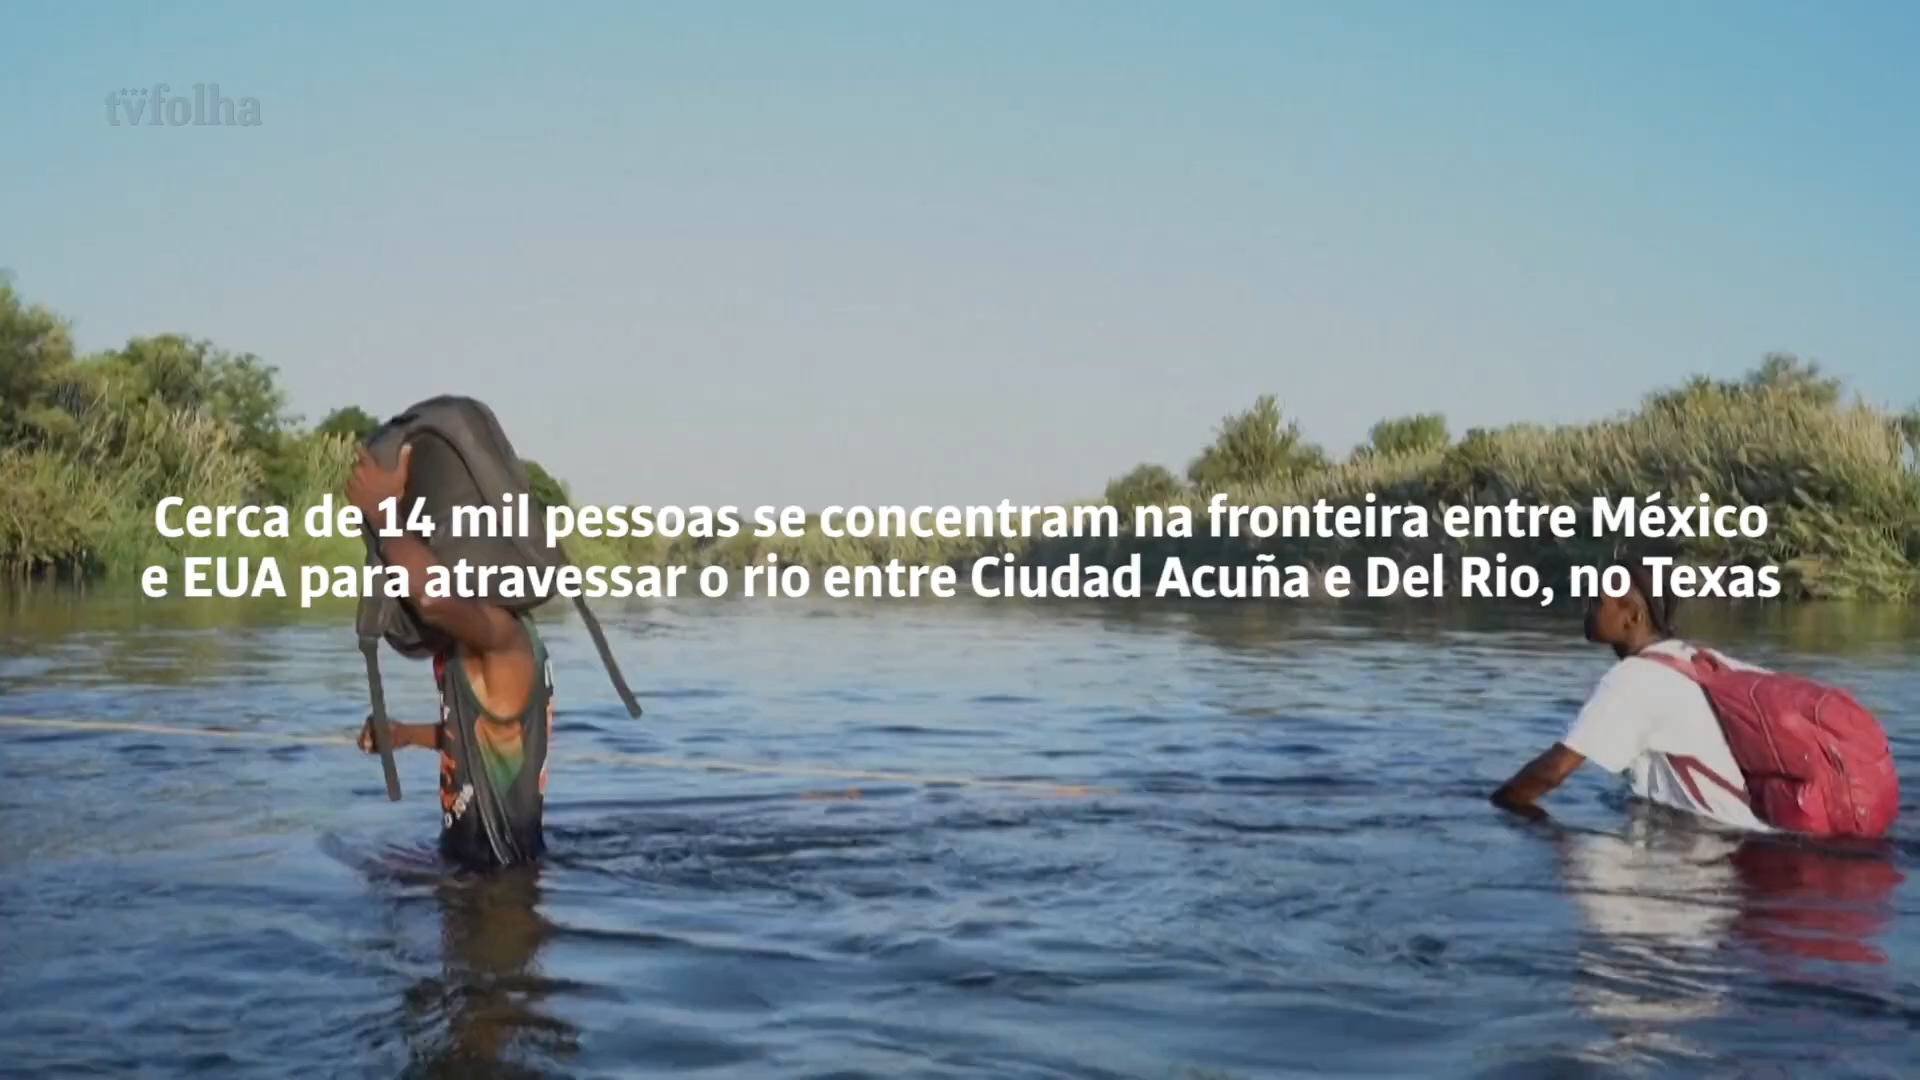 tvfolha
Cerca de 14 mil pessoas se concentram na fronteira entre México
e EUA para atravessar o rio entre Ciudad Acuña e Del Rio, no Texas